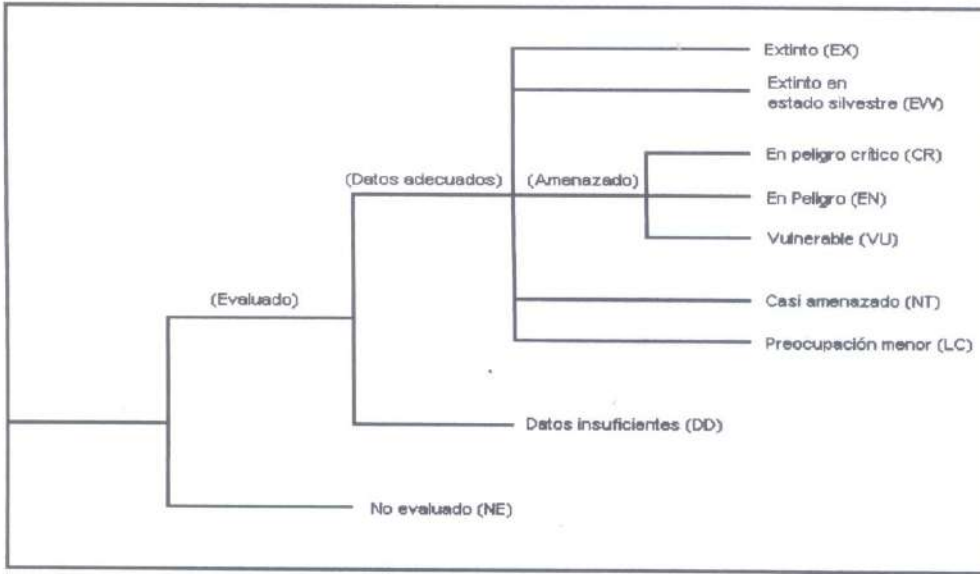 Extinto (EX)
Extinto en
estado silvestre (EW)
En peligro crítico (CR)
(Datos adecuados)
(Amenazado)
En Peligro (EN)
Vulnerable (VU)
(Evaluado)
Casi amenazado (NT)
Preocupación menor (LC)
Datos insuficientes (DD)
No evaluado (NE)